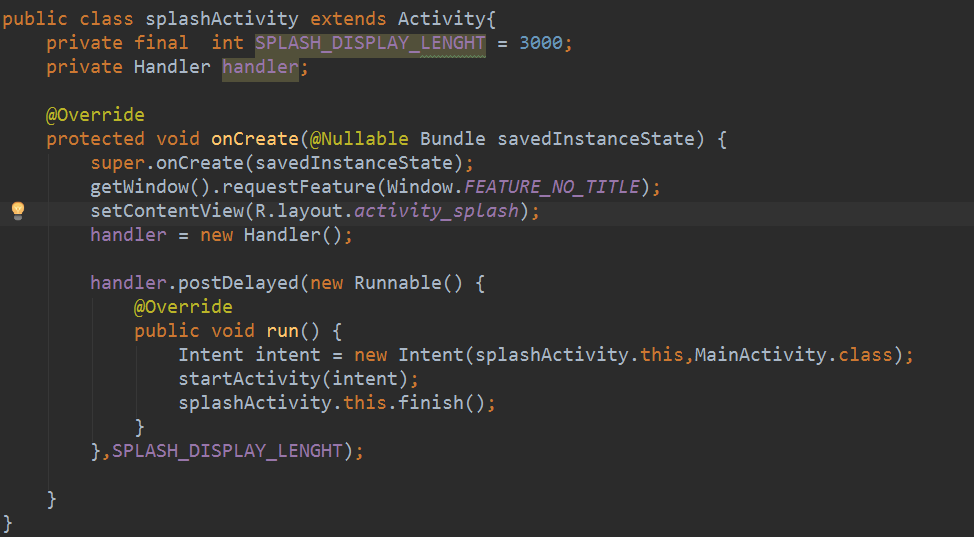 public class splashActivity extends Activity{
private final  int SPLASH_DISPLAY_LENGHT = 3000;
private Handler handler;
@Override
protected void onCreate(@Nullable Bundle savedInstanceState) {
super.onCreate(savedInstanceState);
getWindow().requestFeature(Window.FEATURE_NO_TITLE);
setContentView(R.layout.activity_splash);
handler = new Handler();
handler.postDelayed(new Runnable() {
@Override
public void run() {
Intent intent = new Intent(splashActivity.this,MainActivity.class);
startActivity(intent);
splashActivity.this.finish();
}
},SPLASH_DISPLAY_LENGHT);
}
}